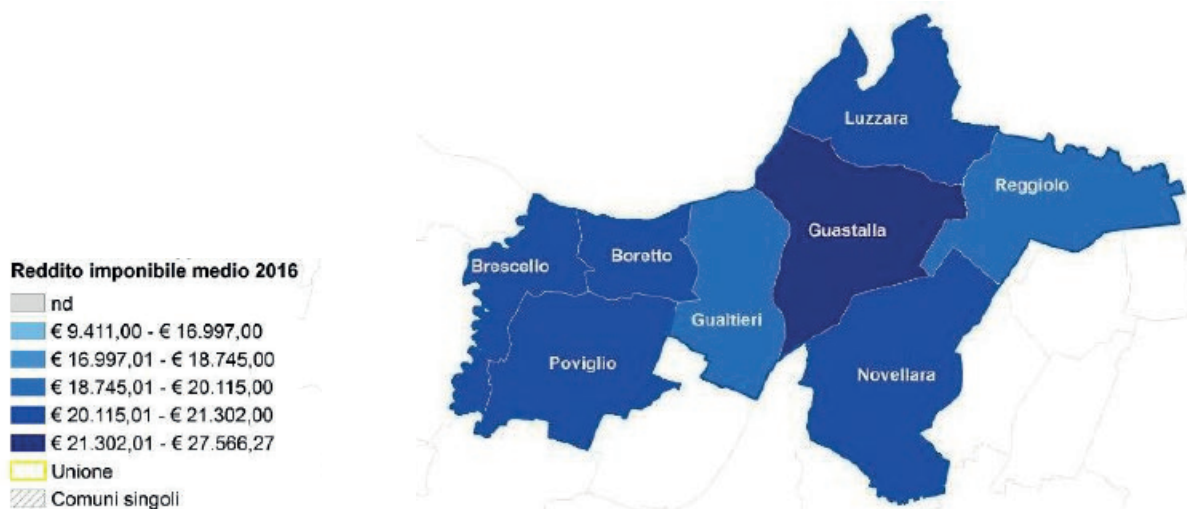 Luzzara
Reggiolo
Guastalla
Boretto
Brescello
Gualtieri
Poviglio
Novellara
Reddito imponibile medio 2016
nd
€ 9.411,00 - € 16.997,00
€ 16.997,01 - € 18.745,00
€ 18.745,01 - € 20.115,00
€ 20.115,01 - € 21.302,00
€ 21.302,01 - € 27.566,27
Unione
Comuni singoli